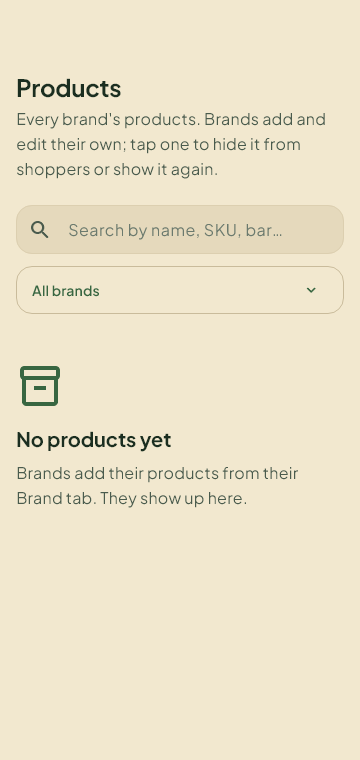 Products
Every brand's products. Brands add and
edit their own; tap one to hide it from
shoppers or show it again.
Search by name, SKU, bar…
All brands
No products yet
Brands add their products from their
Brand tab. They show up here.